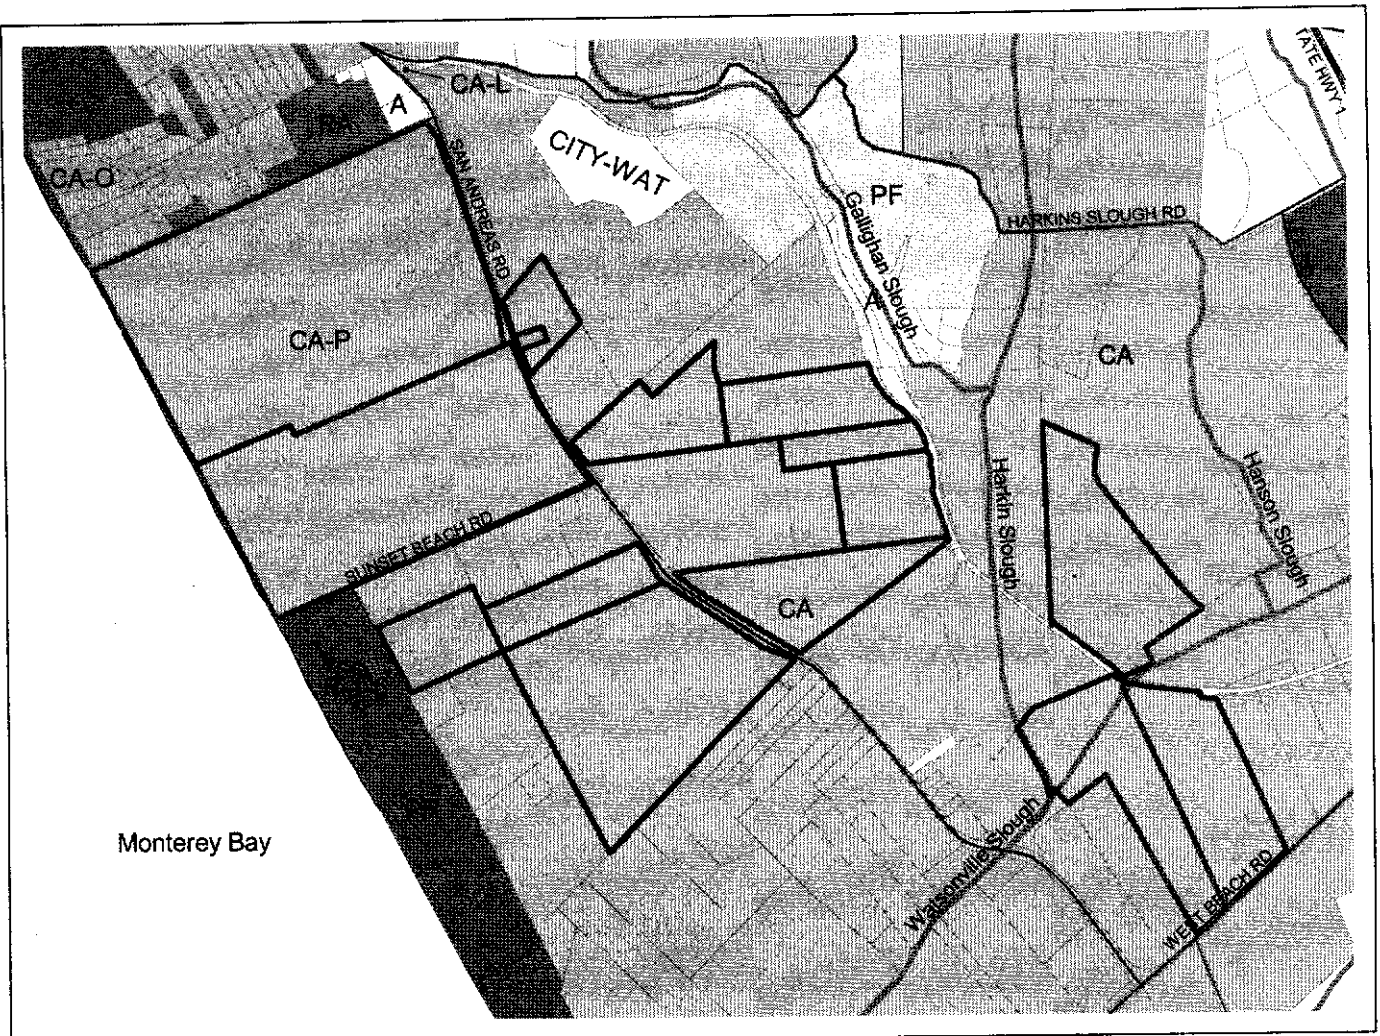 TATE HWY 1
CA-L
A
RA
CITY-WAT
CA-O
SAN ANDREAS RD
PF
HARKINS SLOUGH RD
Gallighan Slough
A
CA-P
CA
Harkin Slough
Hanson Slough
SUNSET BEACH RD
CA
Monterey Bay
Watsonville Slough
WEST BEACH RD